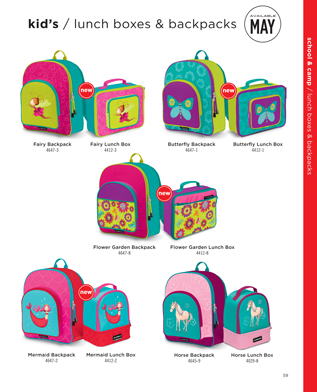 kid's / lunch boxes & backpacks
AVAILABLE
MAY
school & camp / lunch boxes & backpacks
new
Fairy Backpack
4647-3
Fairy Lunch Box
4412-3
new
Butterfly Backpack
4647-1
Butterfly Lunch Box
4412-1
new
Flower Garden Backpack
4647-8
Flower Garden Lunch Box
4412-8
new
Mermaid Backpack
4647-2
Mermaid Lunch Box
4412-2
Horse Backpack
4645-9
Horse Lunch Box
4029-8
59